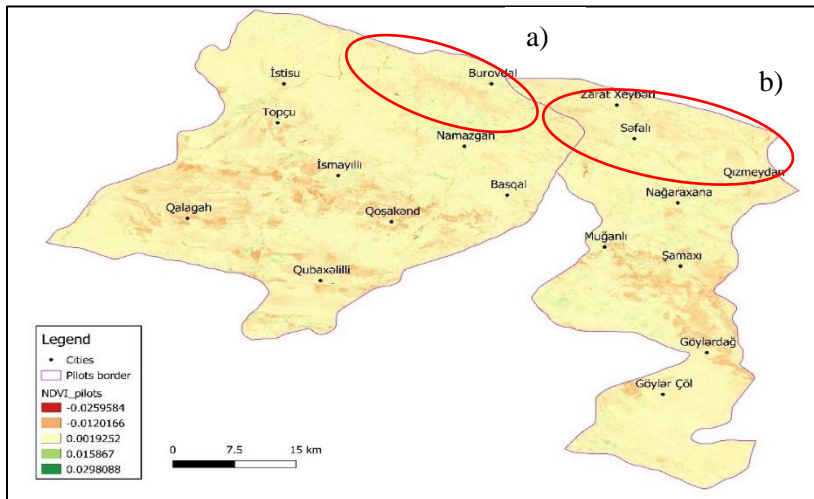 a)
b)
İstisu
Burovdal
Zarat Xeybəri
Topçu
Səfalı
Namazgah
İsmayıllı
Qızmeydan
Basqal
Nağaraxana
Qalagah
Qoşakənd
Muğanlı
Şamaxı
Qubaxəlilli
Göylərdağ
Göylər Çöl
Legend
Cities
Pilots border
NDVI_pilots
-0.0259584
-0.0120166
0.0019252
0.015867
0.0298088
0 7.5 15 km